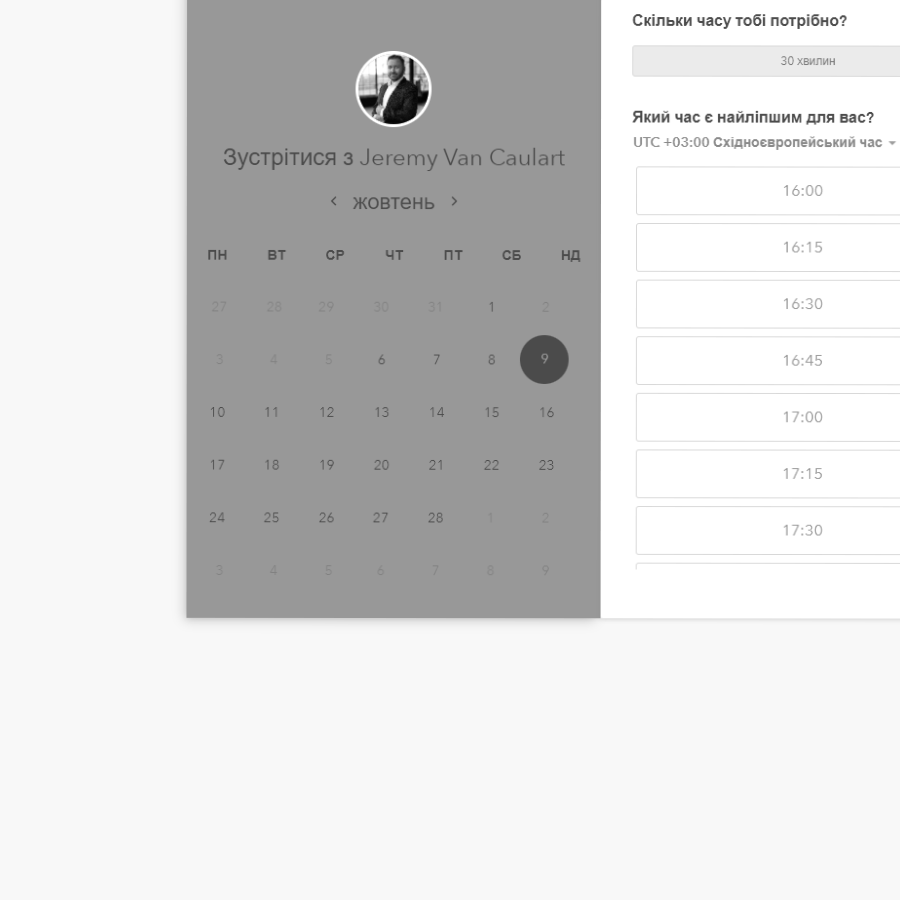 Зустрітися з Jeremy Van Caulart
жовтень
ПН ВТ СР ЧТ ПТ СБ НД
27 28 29 30 31 1 2
3 4 5 6 7 8 9
10 11 12 13 14 15 16
17 18 19 20 21 22 23
24 25 26 27 28 1 2
3 4 5 6 7 8 9
Скільки часу тобі потрібно?
30 хвилин
Який час є найліпшим для вас?
UTC +03:00 Східноєвропейський час
16:00
16:15
16:30
16:45
17:00
17:15
17:30